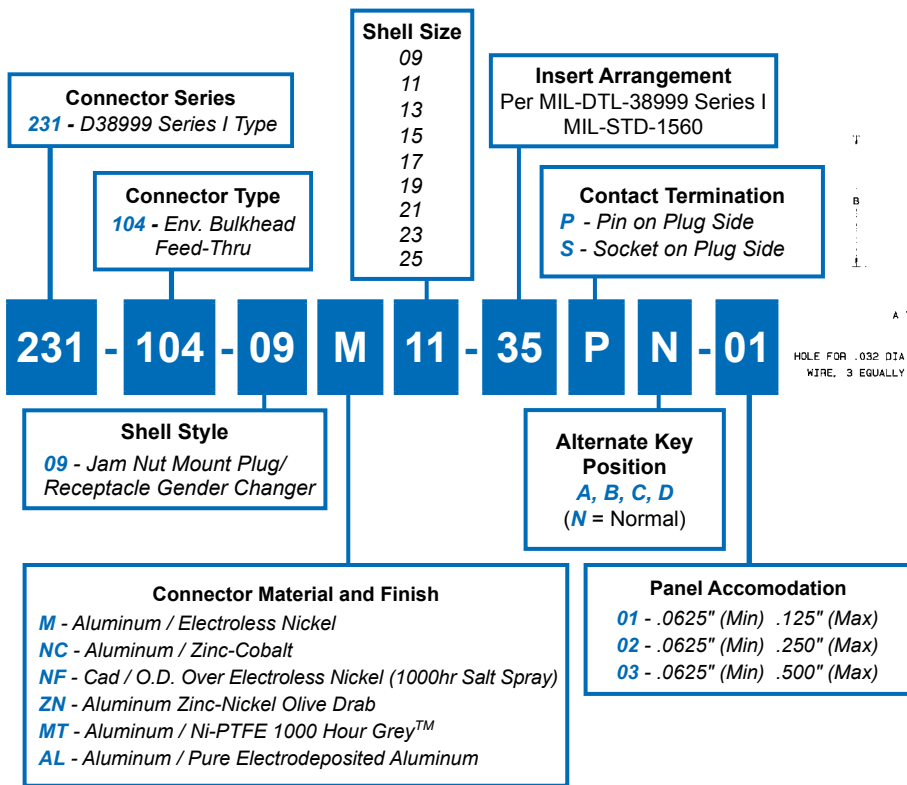 Shell Size
09
11
13
15
17
19
21
23
25
Connector Series
231 - D38999 Series I Type
Insert Arrangement
Per MIL-DTL-38999 Series I
MIL-STD-1560
Connector Type
104 - Env. Bulkhead
Feed-Thru
Contact Termination
P - Pin on Plug Side
S - Socket on Plug Side
B
A
231 - 104 - 09 M 11 - 35 P N - 01
HOLE FOR .032 DIA
WIRE, 3 EQUALLY
Shell Style
09 - Jam Nut Mount Plug/
Receptacle Gender Changer
Alternate Key
Position
A, B, C, D
(N = Normal)
Connector Material and Finish
M - Aluminum / Electroless Nickel
NC - Aluminum / Zinc-Cobalt
NF - Cad / O.D. Over Electroless Nickel (1000hr Salt Spray)
ZN - Aluminum Zinc-Nickel Olive Drab
MT - Aluminum / Ni-PTFE 1000 Hour Grey™
AL - Aluminum / Pure Electrodeposited Aluminum
Panel Accomodation
01 - .0625" (Min) .125" (Max)
02 - .0625" (Min) .250" (Max)
03 - .0625" (Min) .500" (Max)